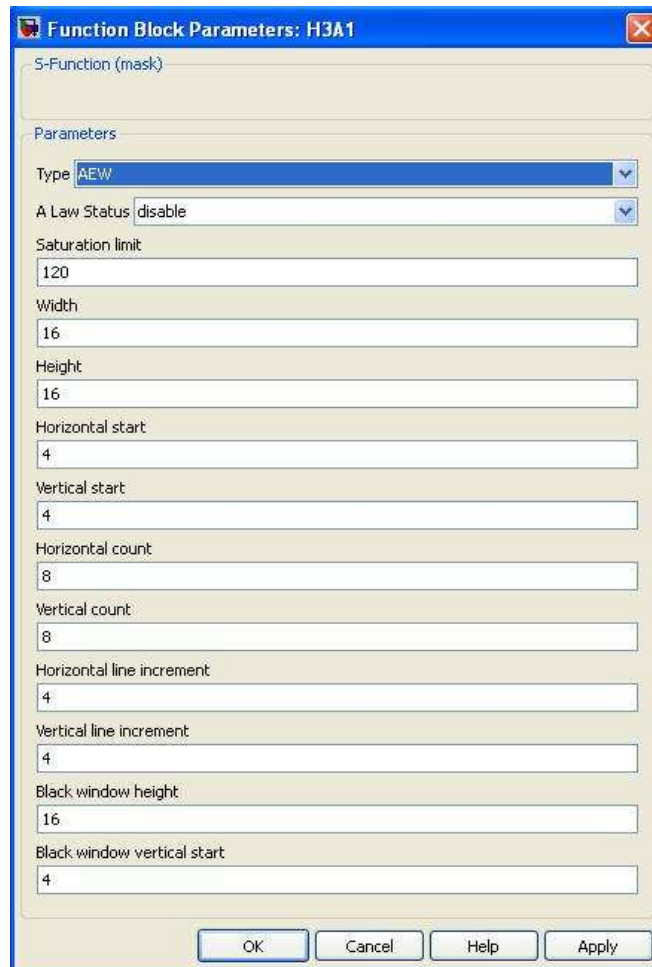 Function Block Parameters: H3A1
S-Function (mask)
Parameters
Type AEW
A Law Status disable
Saturation limit
120
Width
16
Height
16
Horizontal start
4
Vertical start
4
Horizontal count
8
Vertical count
8
Horizontal line increment
4
Vertical line increment
4
Black window height
16
Black window vertical start
4
OK Cancel Help Apply